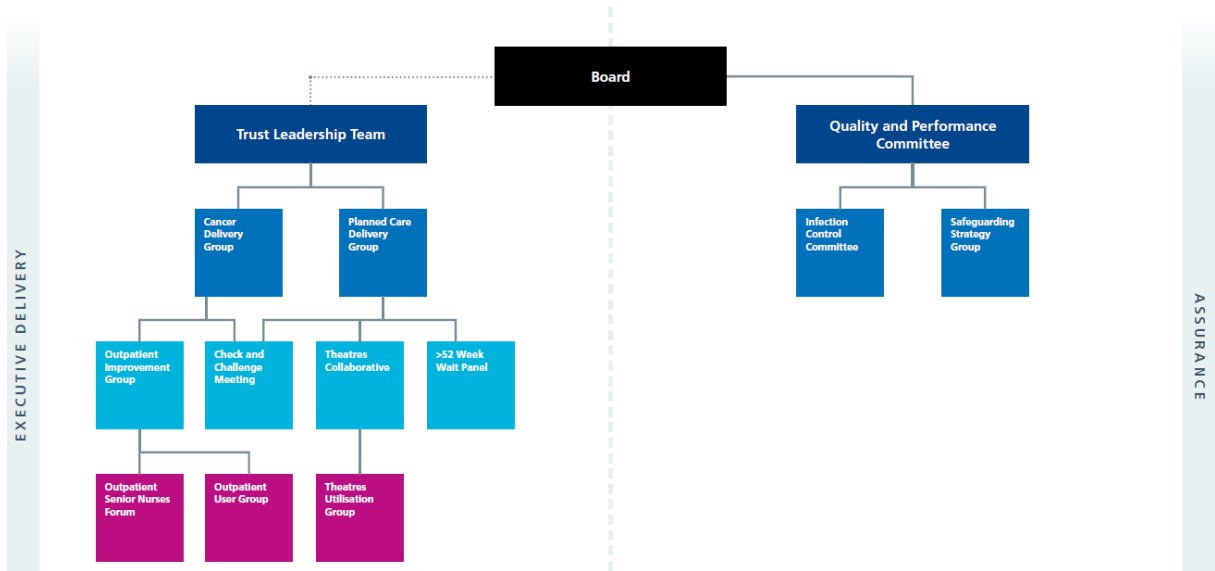 Board
Trust Leadership Team
Quality and Performance
Committee
Cancer
Delivery
Group
Planned Care
Delivery
Group
Infection
Control
Committee
Safeguarding
Strategy
Group
EXECUTIVE DELIVERY
ASSURANCE
Outpatient
Improvement
Group
Check and
Challenge
Meeting
Theatres
Collaborative
>52 Week
Wait Panel
Outpatient
Senior Nurses
Forum
Outpatient
User Group
Theatres
Utilisation
Group